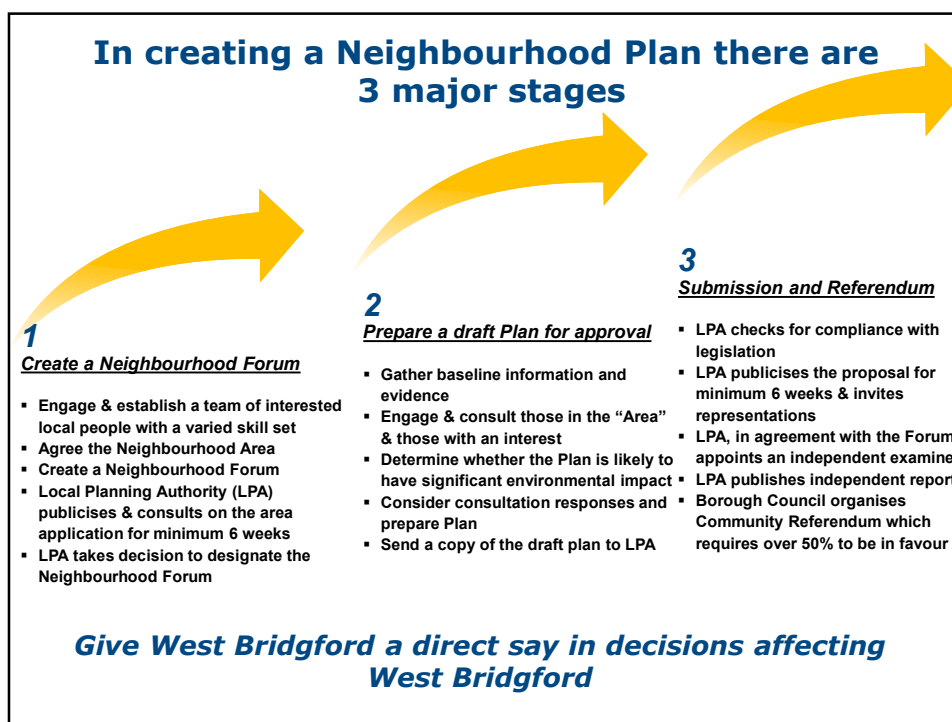 In creating a Neighbourhood Plan there are
3 major stages
1
Create a Neighbourhood Forum
▪ Engage & establish a team of interested
local people with a varied skill set
▪ Agree the Neighbourhood Area
▪ Create a Neighbourhood Forum
▪ Local Planning Authority (LPA)
publicises & consults on the area
application for minimum 6 weeks
▪ LPA takes decision to designate the
Neighbourhood Forum
2
Prepare a draft Plan for approval
▪ Gather baseline information and
evidence
▪ Engage & consult those in the “Area”
& those with an interest
▪ Determine whether the Plan is likely to
have significant environmental impact
▪ Consider consultation responses and
prepare Plan
▪ Send a copy of the draft plan to LPA
3
Submission and Referendum
▪ LPA checks for compliance with
legislation
▪ LPA publicises the proposal for
minimum 6 weeks & invites
representations
▪ LPA, in agreement with the Forum
appoints an independent examine
▪ LPA publishes independent report
▪ Borough Council organises
Community Referendum which
requires over 50% to be in favour
Give West Bridgford a direct say in decisions affecting
West Bridgford